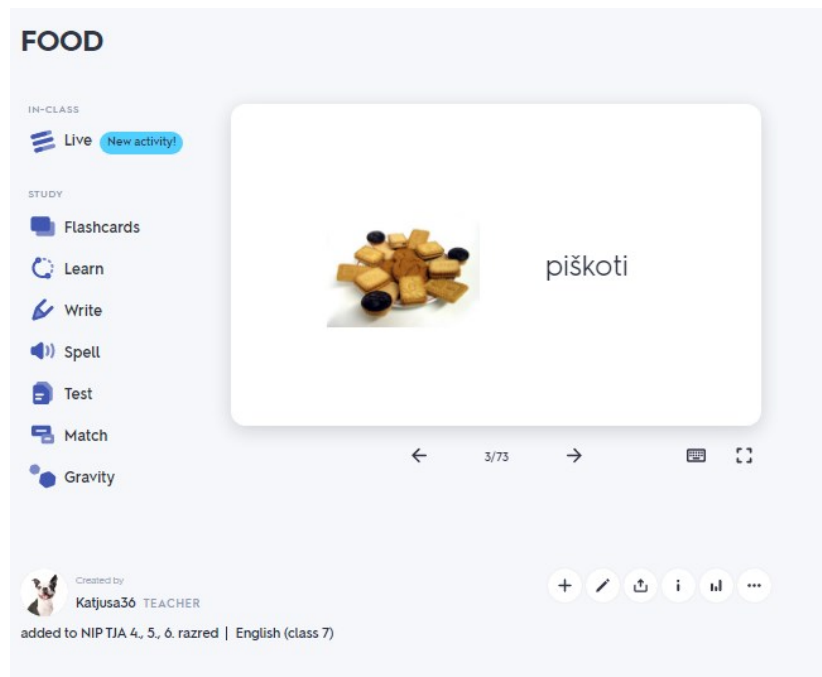 FOOD
IN-CLASS
Live New activity!
STUDY
Flashcards
Learn
Write
Spell
Test
Match
Gravity
piškoti
3/73
Created by
Katjusa36 TEACHER
added to NIP TJA 4., 5., 6. razred | English (class 7)